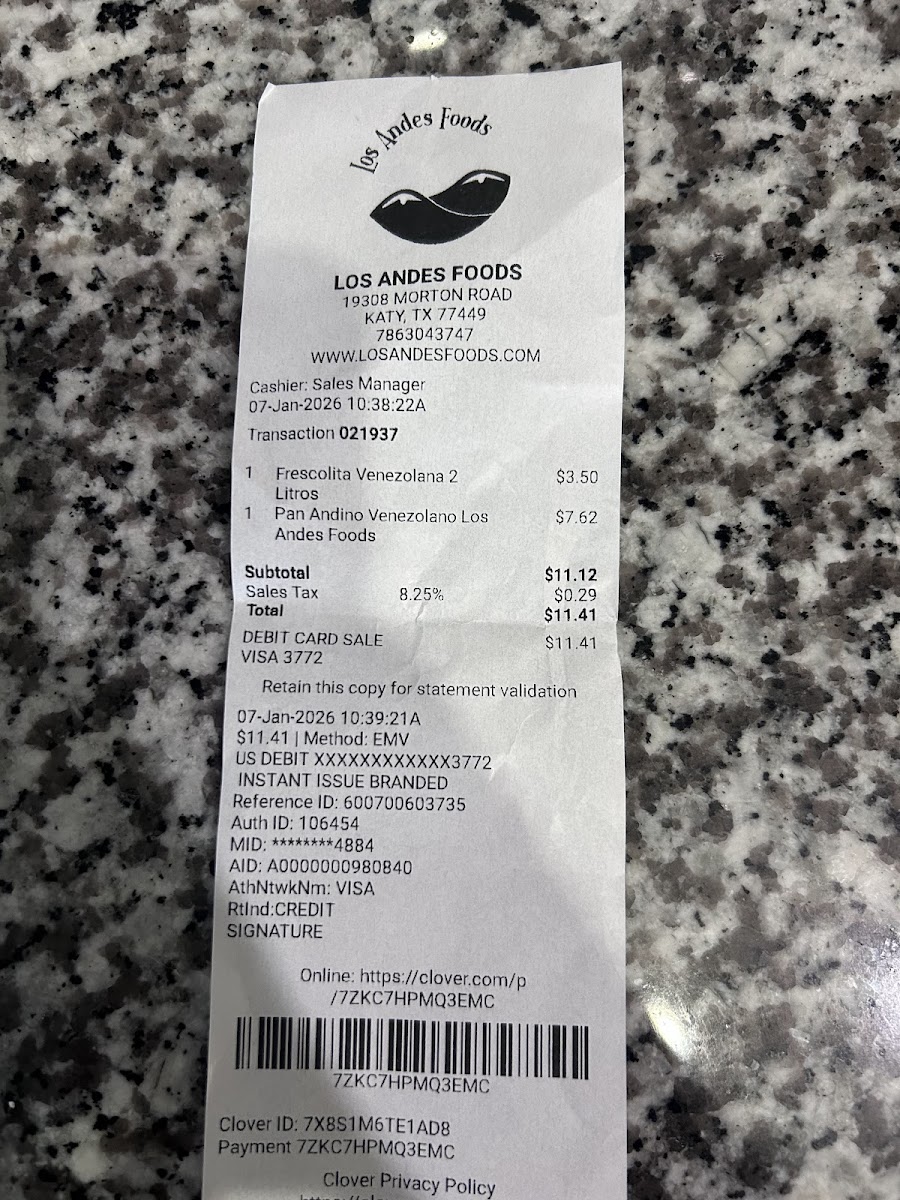 Los Andes Foods
LOS ANDES FOODS
19308 MORTON ROAD
KATY, TX 77449
7863043747
WWW.LOSANDESFOODS.COM
Cashier: Sales Manager
07-Jan-2026 10:38:22A
Transaction 021937
1 Frescolita Venezolana 2 $3.50
Litros
1 Pan Andino Venezolano Los $7.62
Andes Foods
Subtotal $11.12
Sales Tax 8.25% $0.29
Total $11.41
DEBIT CARD SALE $11.41
VISA 3772
Retain this copy for statement validation
07-Jan-2026 10:39:21A
$11.41 | Method: EMV
US DEBIT XXXXXXXXXXXX3772
INSTANT ISSUE BRANDED
Reference ID: 600700603735
Auth ID: 106454
MID: ********4884
AID: A0000000980840
AthNtwkNm: VISA
RtInd:CREDIT
SIGNATURE
Online: https://clover.com/p
/7ZKC7HPMQ3EMC
7ZKC7HPMQ3EMC
Clover ID: 7X8S1M6TE1AD8
Payment 7ZKC7HPMQ3EMC
Clover Privacy Policy